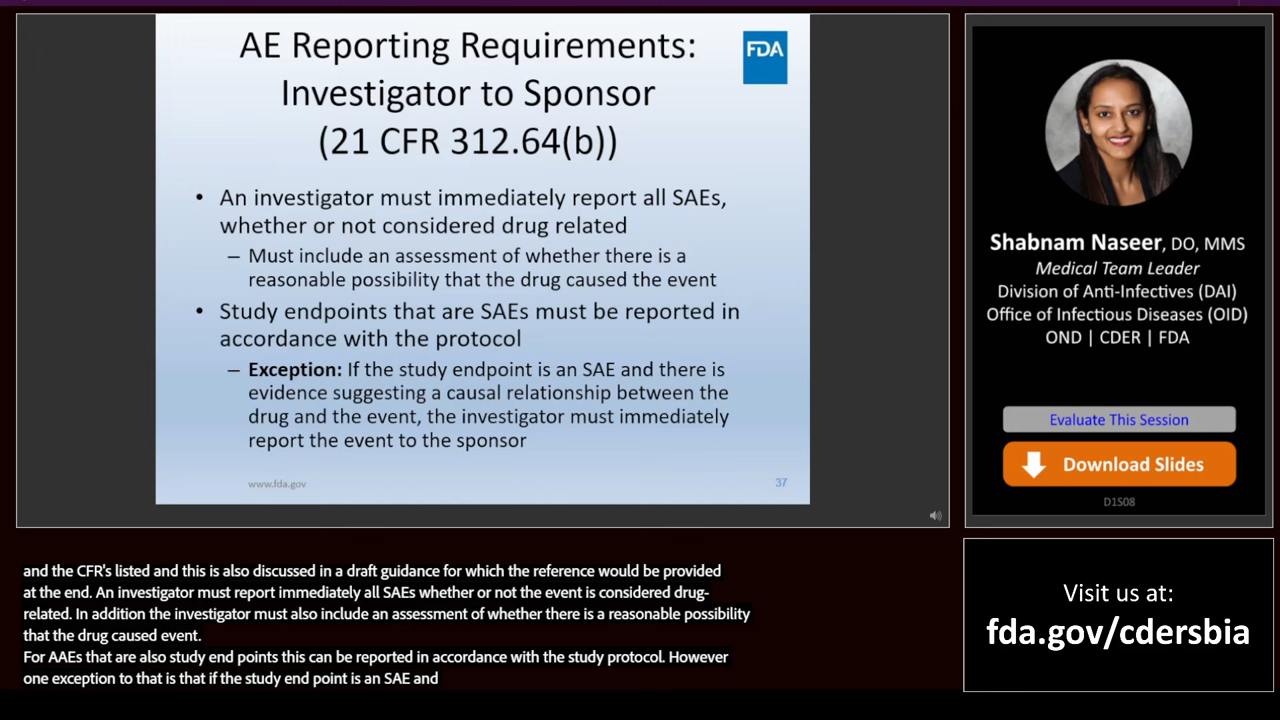 AE Reporting Requirements:
Investigator to Sponsor
(21 CFR 312.64(b))
FDA
• An investigator must immediately report all SAEs,
whether or not considered drug related
– Must include an assessment of whether there is a
reasonable possibility that the drug caused the event
• Study endpoints that are SAEs must be reported in
accordance with the protocol
– Exception: If the study endpoint is an SAE and there is
evidence suggesting a causal relationship between the
drug and the event, the investigator must immediately
report the event to the sponsor
www.fda.gov
37
Shabnam Naseer, DO, MMS
Medical Team Leader
Division of Anti-Infectives (DAI)
Office of Infectious Diseases (OID)
OND | CDER | FDA
Evaluate This Session
Download Slides
D1S08
and the CFR's listed and this is also discussed in a draft guidance for which the reference would be provided
at the end. An investigator must report immediately all SAEs whether or not the event is considered drug-
related. In addition the investigator must also include an assessment of whether there is a reasonable possibility
that the drug caused event.
For AAEs that are also study end points this can be reported in accordance with the study protocol. However
one exception to that is that if the study end point is an SAE and
Visit us at:
fda.gov/cdersbia